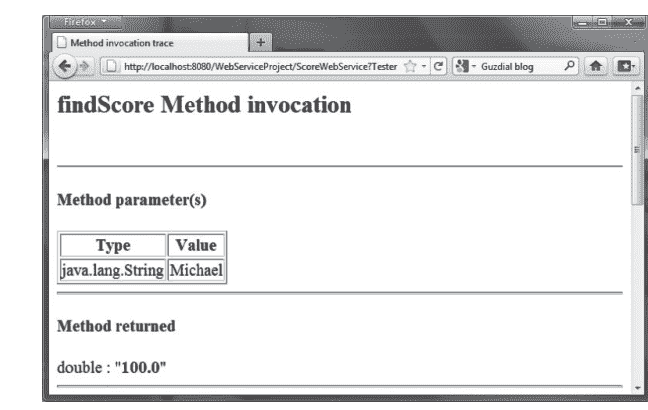 Firefox
Method invocation trace
http://localhost:8080/WebServiceProject/ScoreWebService?Tester
Guzdial blog
findScore Method invocation
Method parameter(s)
Type Value
java.lang.String Michael
Method returned
double : "100.0"